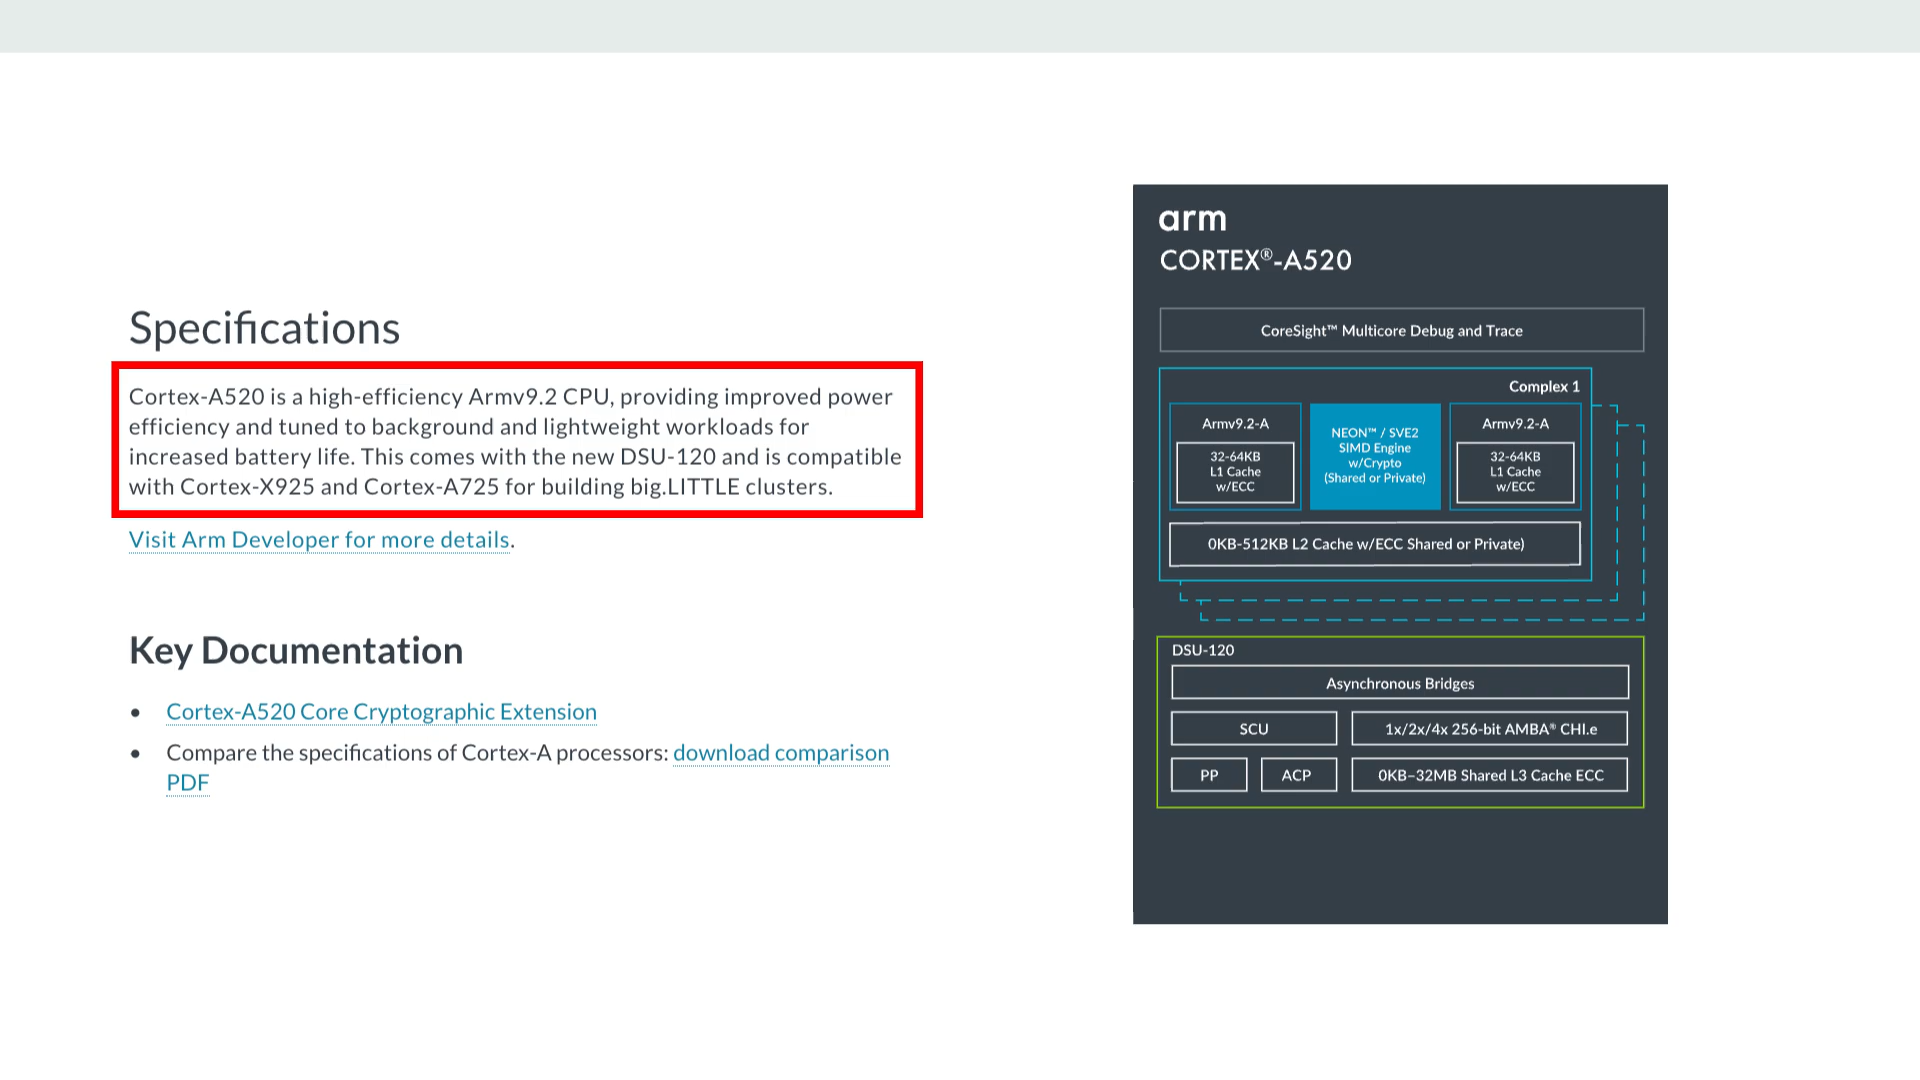 Specifications
Cortex-A520 is a high-efficiency Armv9.2 CPU, providing improved power
efficiency and tuned to background and lightweight workloads for
increased battery life. This comes with the new DSU-120 and is compatible
with Cortex-X925 and Cortex-A725 for building big.LITTLE clusters.
Visit Arm Developer for more details.
Key Documentation
• Cortex-A520 Core Cryptographic Extension
• Compare the specifications of Cortex-A processors: download comparison
PDF
arm
CORTEX®-A520
CoreSight™ Multicore Debug and Trace
Complex 1
Armv9.2-A
32-64KB
L1 Cache
w/ECC
NEON™ / SVE2
SIMD Engine
w/Crypto
(Shared or Private)
Armv9.2-A
32-64KB
L1 Cache
w/ECC
0KB-512KB L2 Cache w/ECC Shared or Private)
DSU-120
Asynchronous Bridges
SCU
1x/2x/4x 256-bit AMBA® CHI.e
PP
ACP
0KB–32MB Shared L3 Cache ECC